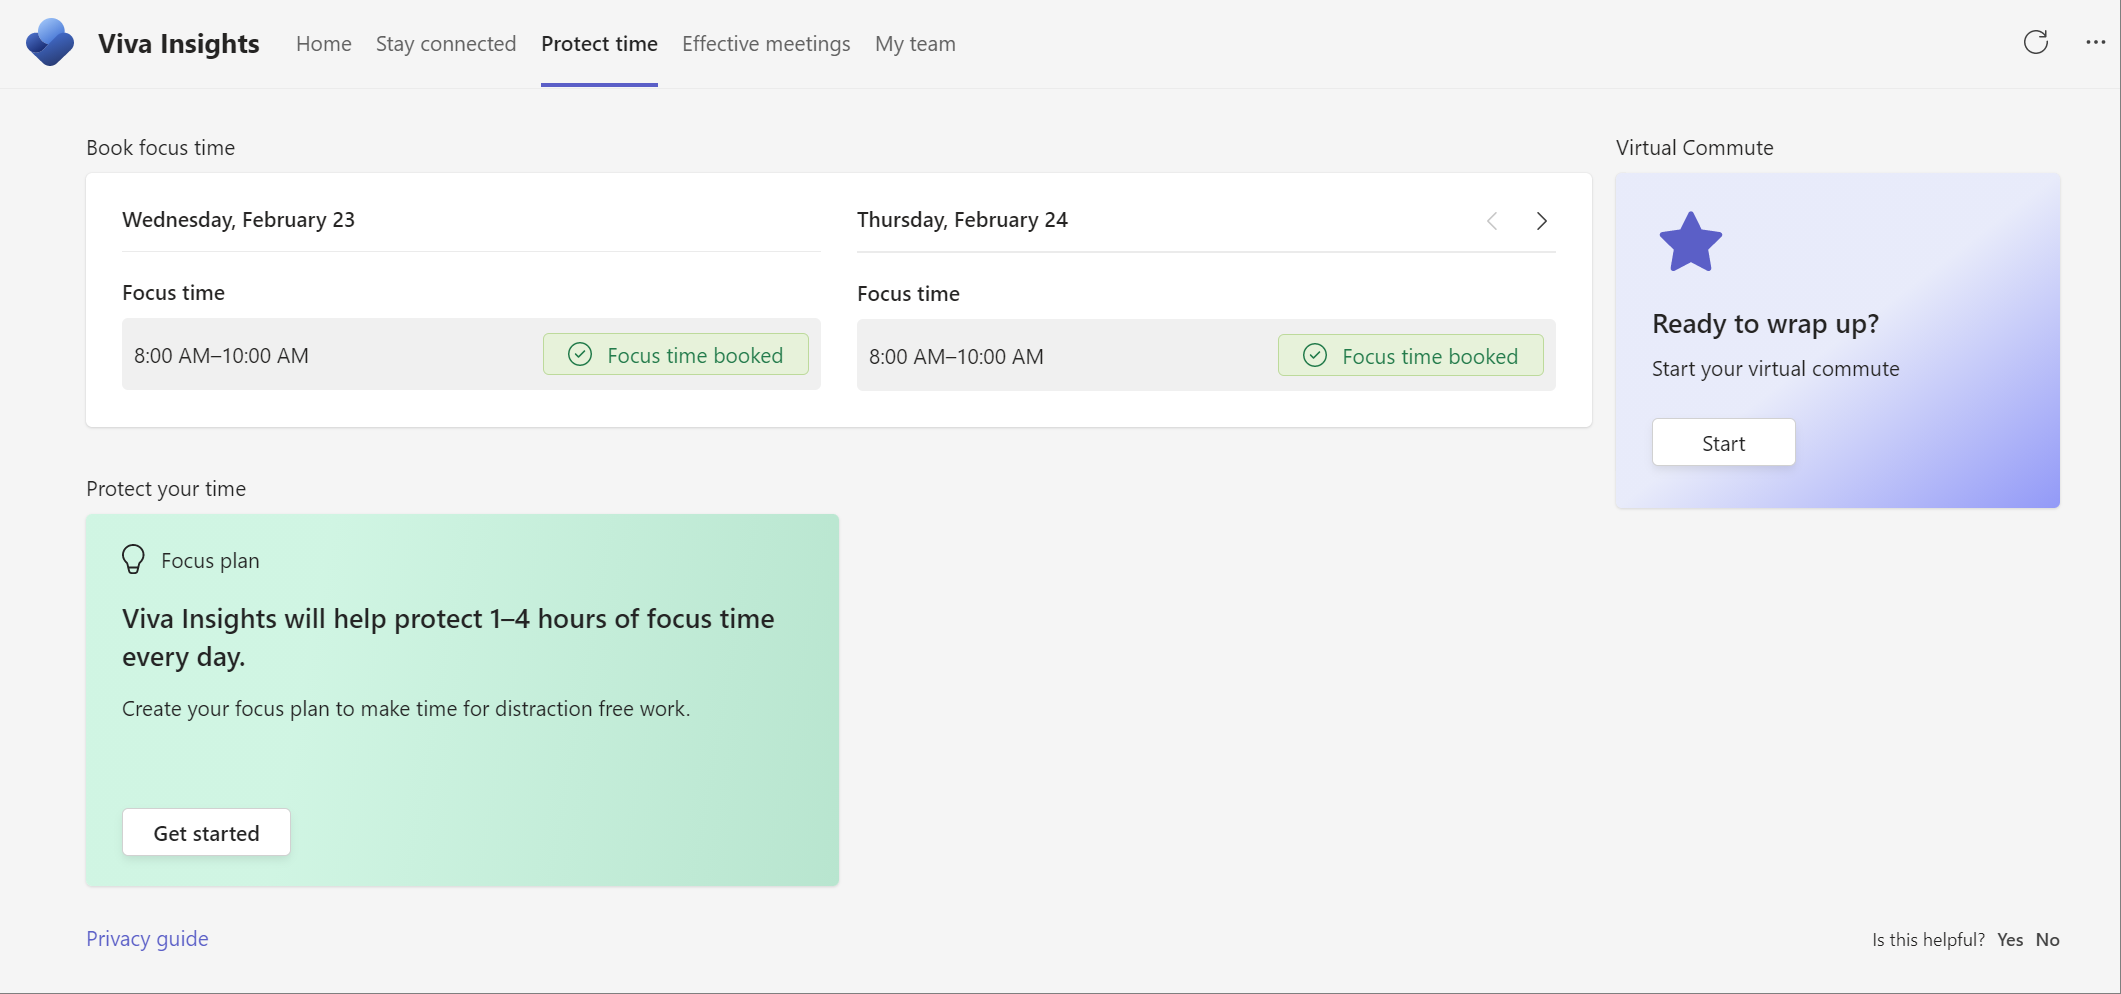 Viva Insights
Home
Stay connected
Protect time
Effective meetings
My team
Book focus time
Wednesday, February 23
Focus time
8:00 AM–10:00 AM
Focus time booked
Thursday, February 24
Focus time
8:00 AM–10:00 AM
Focus time booked
Virtual Commute
Ready to wrap up?
Start your virtual commute
Start
Protect your time
Focus plan
Viva Insights will help protect 1–4 hours of focus time
every day.
Create your focus plan to make time for distraction free work.
Get started
Privacy guide
Is this helpful? Yes No